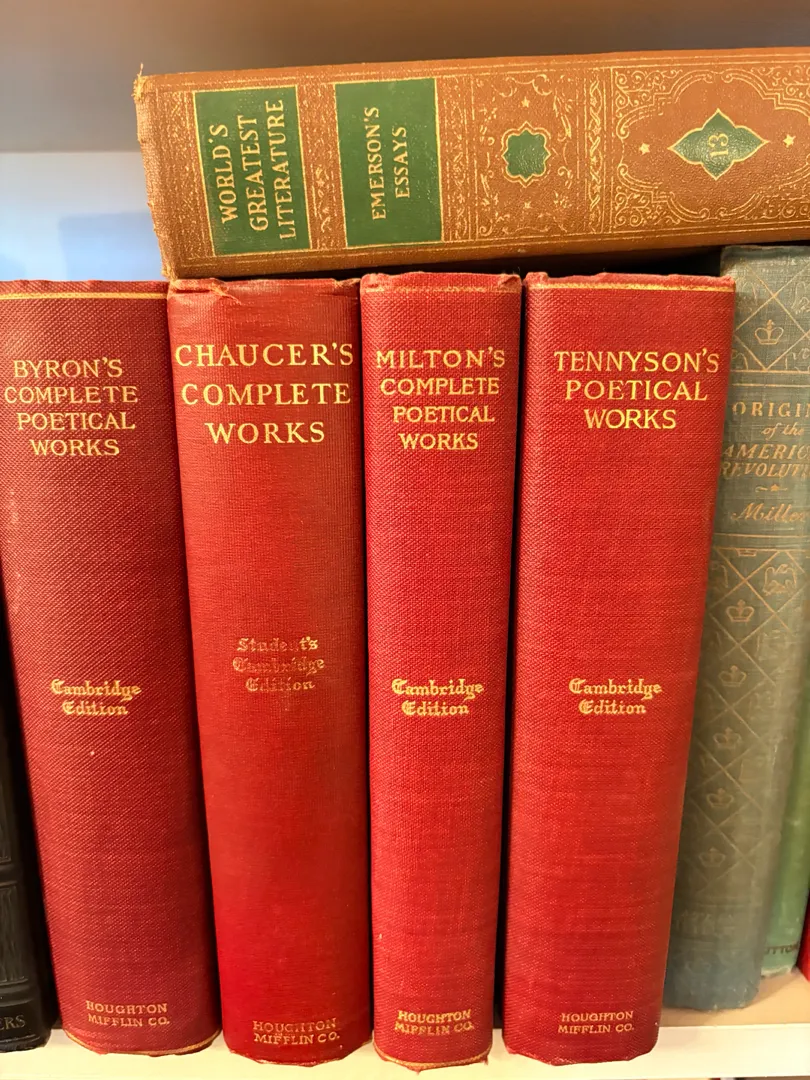 WORLD'S
GREATEST
LITERATURE
EMERSON'S
ESSAYS
13
BYRON'S
COMPLETE
POETICAL
WORKS
Cambridge
Edition
HOUGHTON
MIFFLIN CO.
CHAUCER'S
COMPLETE
WORKS
Student's
Cambridge
Edition
HOUGHTON
MIFFLIN CO.
MILTON'S
COMPLETE
POETICAL
WORKS
Cambridge
Edition
HOUGHTON
MIFFLIN CO.
TENNYSON'S
POETICAL
WORKS
Cambridge
Edition
HOUGHTON
MIFFLIN CO.
of the